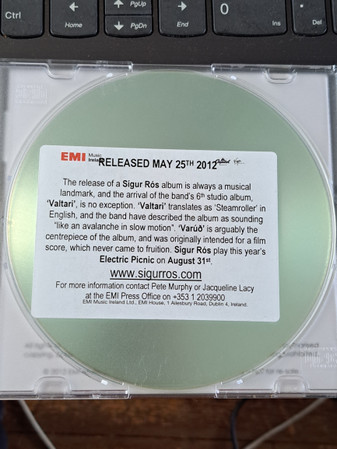 Ctrl
Home
PgUp
PgDn
End
0
Ins
Del
EMI Music Ireland RELEASED MAY 25TH 2012
The release of a Sigur Rós album is always a musical
landmark, and the arrival of the band's 6th studio album,
'Valtari', is no exception. 'Valtari' translates as 'Steamroller' in
English, and the band have described the album as sounding
"like an avalanche in slow motion". 'Varúð' is arguably the
centrepiece of the album, and was originally intended for a film
score, which never came to fruition. Sigur Rós play this year's
Electric Picnic on August 31st.
www.sigurros.com
For more information contact Pete Murphy or Jacqueline Lacy
at the EMI Press Office on +353 1 2039900
EMI Music Ireland Ltd., EMI House, 1 Ailesbury Road, Dublin 4, Ireland.